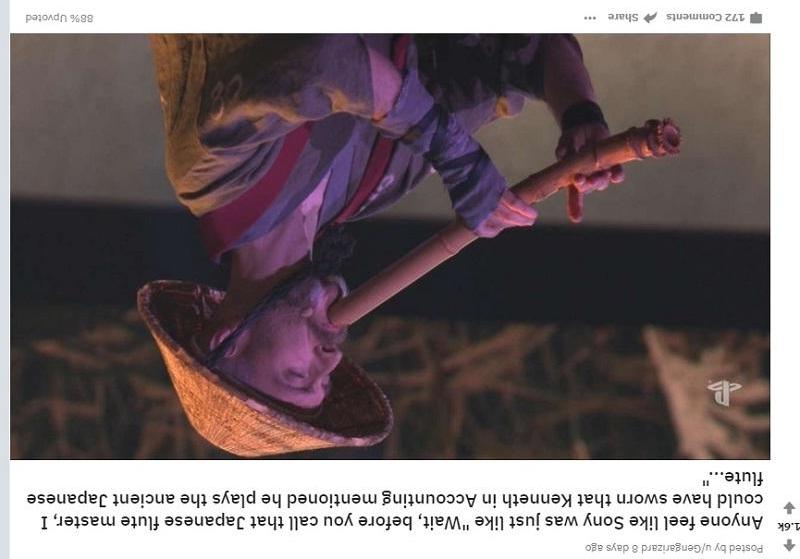 Posted by u/Gengarizard 8 days ago
1.6k
Anyone feel like Sony was just like "Wait, before you call that Japanese flute master, I
could have sworn that Kenneth in Accounting mentioned he plays the ancient Japanese
flute..."
172 Comments Share ••• 88% Upvoted